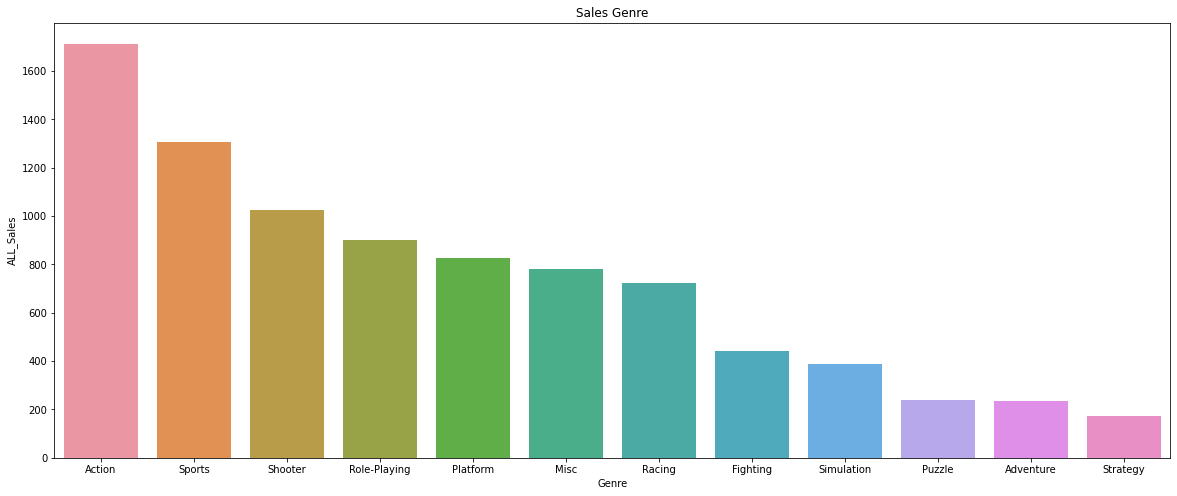 Sales Genre
ALL_Sales
1600
1400
1200
1000
800
600
400
200
0
Action Sports Shooter Role-Playing Platform Misc Racing Fighting Simulation Puzzle Adventure Strategy
Genre